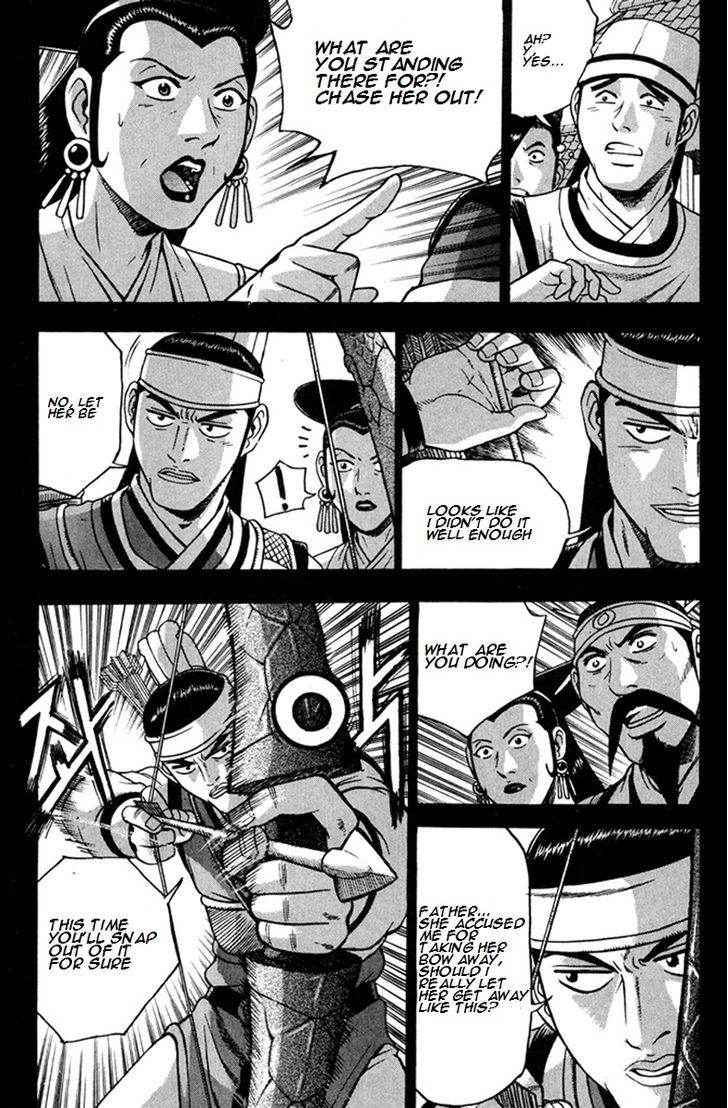 WHAT ARE
YOU STANDING
THERE FOR?!
CHASE HER OUT!
AH?
Y,
YES...
NO, LET
HER BE
!
LOOKS LIKE
I DIDN'T DO IT
WELL ENOUGH
WHAT ARE
YOU DOING?!
THIS TIME
YOU'LL SNAP
OUT OF IT
FOR SURE
FATHER...
SHE ACCUSED
ME FOR
TAKING HER
BOW AWAY,
SHOULD I
REALLY LET
HER GET AWAY
LIKE THIS?